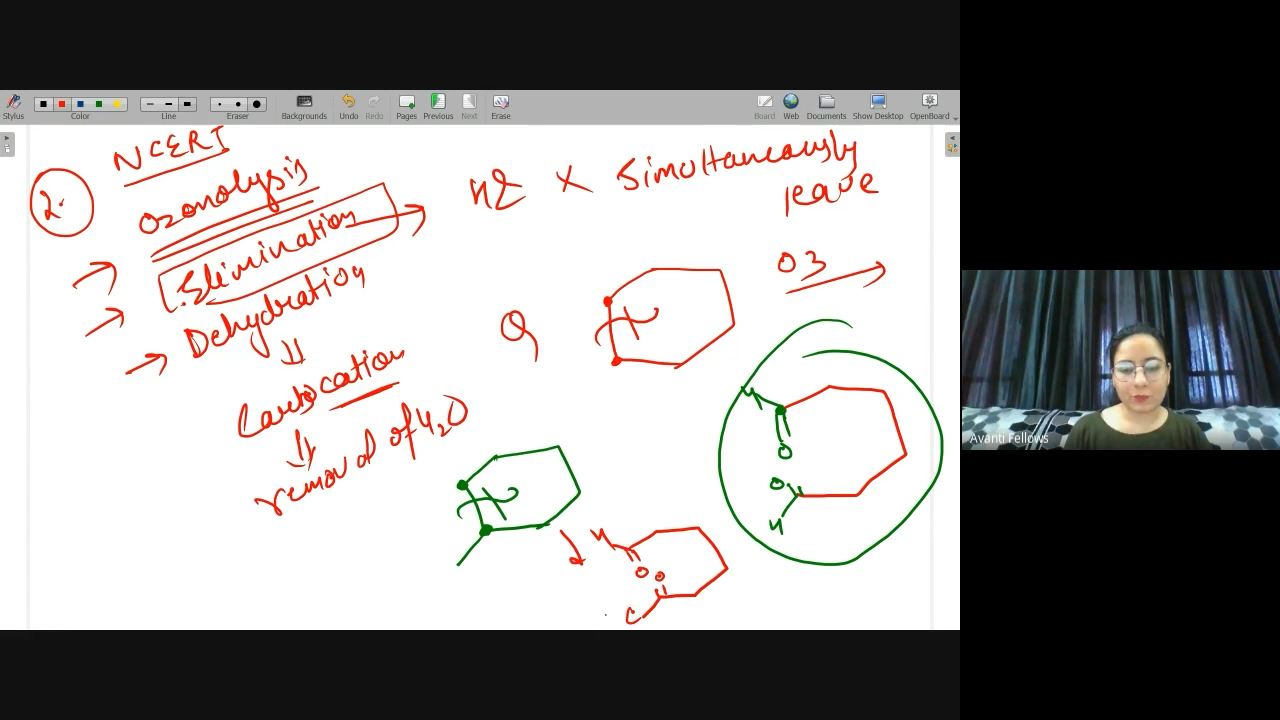 Stylus
Color
Line
Eraser
Backgrounds
Undo
Redo
Pages
Previous
Next
Erase
Board
Web
Documents
Show Desktop
OpenBoard
2.
NCERT
Ozonolysis
Elimination
Dehydration
Carbocation
removal of H2O
H & X Simultaneously
leave
Q
O3
H
O
O
H
H
O
O
C
Avanti Fellows